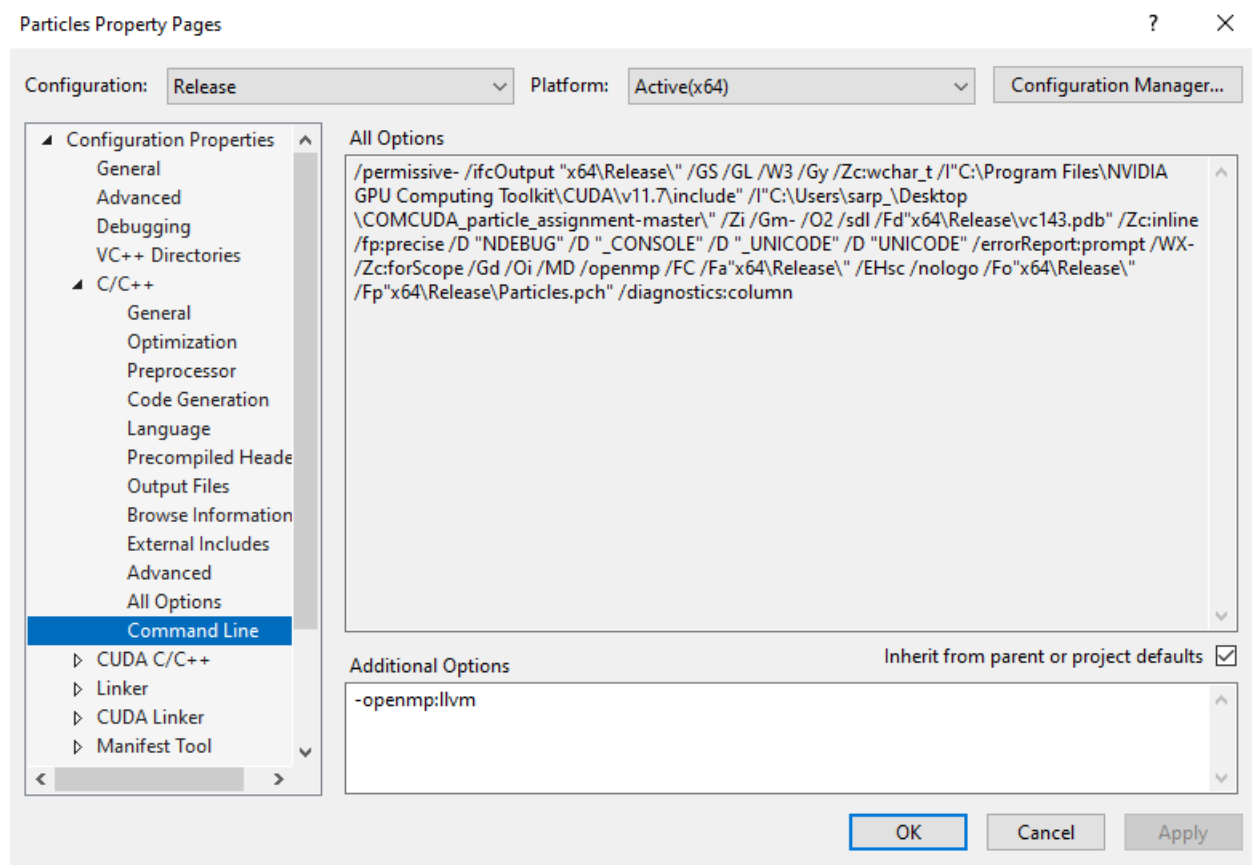 Particles Property Pages
?
Configuration:
Release
Platform:
Active(x64)
Configuration Manager...
Configuration Properties
General
Advanced
Debugging
VC++ Directories
C/C++
General
Optimization
Preprocessor
Code Generation
Language
Precompiled Heade
Output Files
Browse Information
External Includes
Advanced
All Options
Command Line
CUDA C/C++
Linker
CUDA Linker
Manifest Tool
All Options
/permissive- /ifcOutput "x64\Release\" /GS /GL /W3 /Gy /Zc:wchar_t /I"C:\Program Files\NVIDIA
GPU Computing Toolkit\CUDA\v11.7\include" /I"C:\Users\sarp_\Desktop
\COMCUDA_particle_assignment-master\" /Zi /Gm- /O2 /sdl /Fd"x64\Release\vc143.pdb" /Zc:inline
/fp:precise /D "NDEBUG" /D "_CONSOLE" /D "_UNICODE" /D "UNICODE" /errorReport:prompt /WX-
/Zc:forScope /Gd /Oi /MD /openmp /FC /Fa"x64\Release\" /EHsc /nologo /Fo"x64\Release\"
/Fp"x64\Release\Particles.pch" /diagnostics:column
Additional Options
Inherit from parent or project defaults
-openmp:llvm
OK
Cancel
Apply